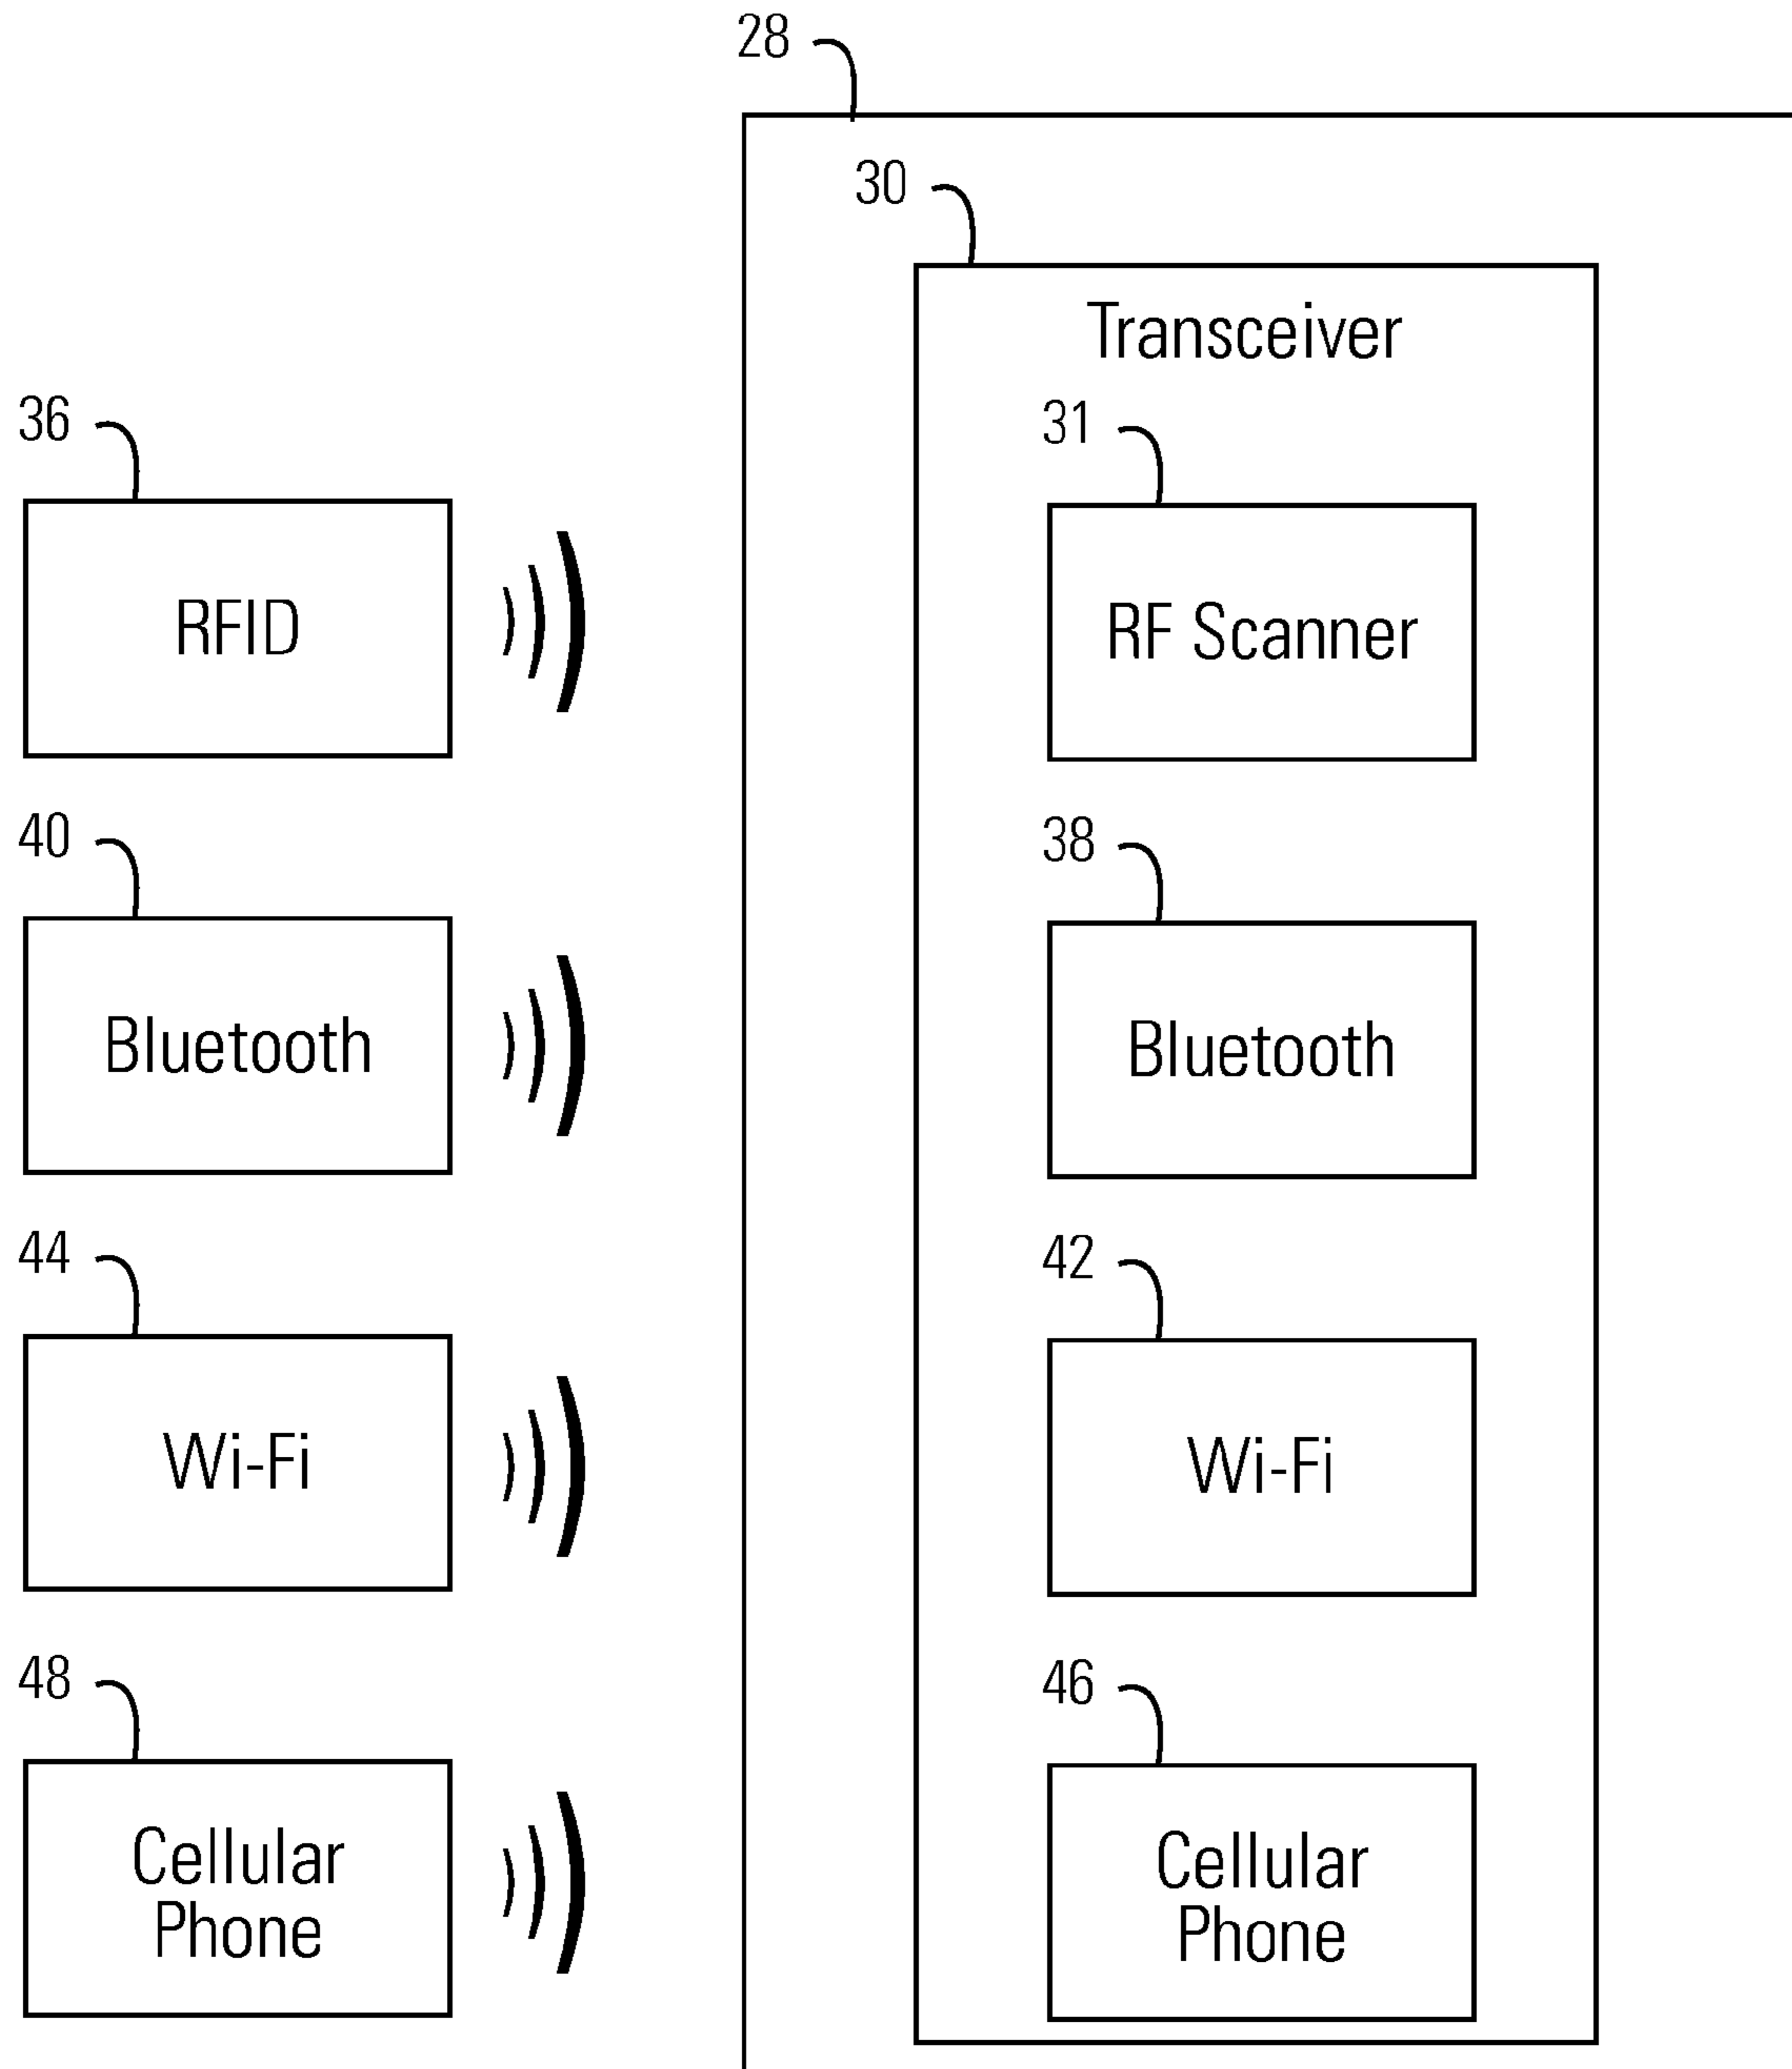 28
30
Transceiver
36
31
RFID
RF Scanner
40
38
Bluetooth
Bluetooth
44
42
Wi-Fi
Wi-Fi
48
46
Cellular
Phone
Cellular
Phone